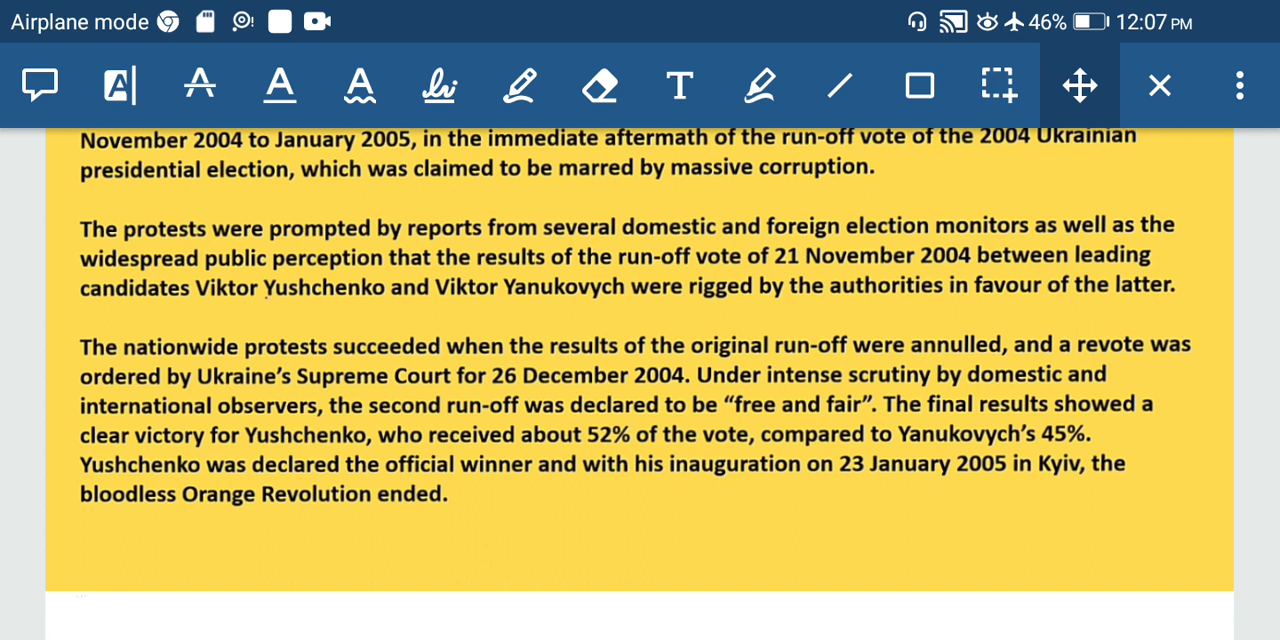 Airplane mode 46% 12:07 PM
A A A A T
November 2004 to January 2005, in the immediate aftermath of the run-off vote of the 2004 Ukrainian
presidential election, which was claimed to be marred by massive corruption.
The protests were prompted by reports from several domestic and foreign election monitors as well as the
widespread public perception that the results of the run-off vote of 21 November 2004 between leading
candidates Viktor Yushchenko and Viktor Yanukovych were rigged by the authorities in favour of the latter.
The nationwide protests succeeded when the results of the original run-off were annulled, and a revote was
ordered by Ukraine’s Supreme Court for 26 December 2004. Under intense scrutiny by domestic and
international observers, the second run-off was declared to be “free and fair”. The final results showed a
clear victory for Yushchenko, who received about 52% of the vote, compared to Yanukovych’s 45%.
Yushchenko was declared the official winner and with his inauguration on 23 January 2005 in Kyiv, the
bloodless Orange Revolution ended.